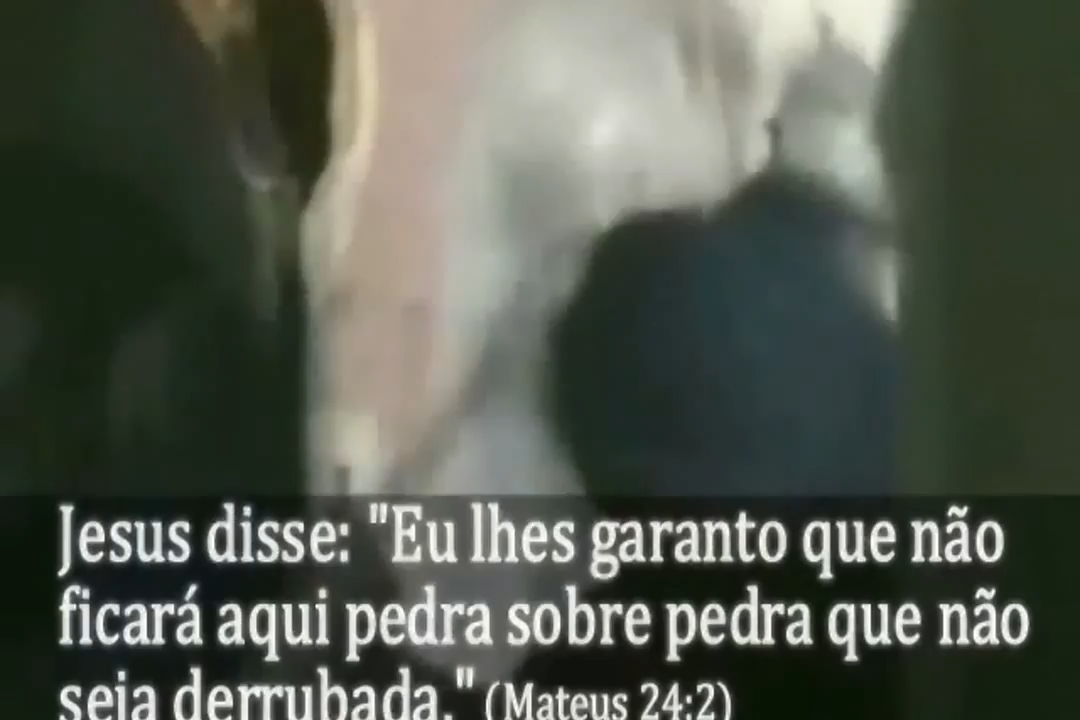 Jesus disse: "Eu lhes garanto que não
ficará aqui pedra sobre pedra que não
seja derrubada." (Mateus 24:2)